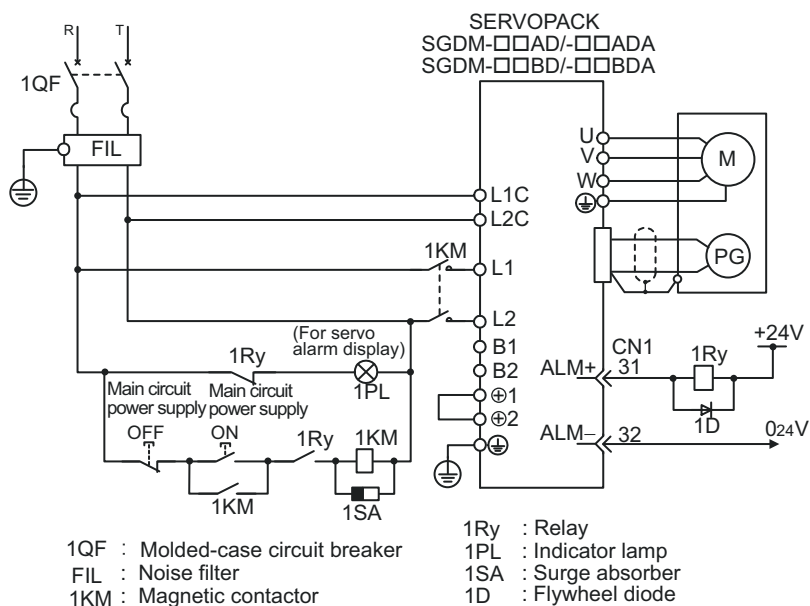 SERVOPACK
SGDM-□□AD/-□□ADA
SGDM-□□BD/-□□BDA
R
T
1QF
FIL
U
V
W
M
L1C
L2C
PG
1KM
L1
L2
(For servo
alarm display)
B1
B2
1Ry
1PL
⊕1
⊕2
Main circuit
power supply
Main circuit
power supply
OFF
ON
1Ry
1KM
1KM
1SA
ALM+
CN1
31
1Ry
+24V
1D
ALM−
32
024V
1QF : Molded-case circuit breaker
FIL : Noise filter
1KM : Magnetic contactor
1Ry : Relay
1PL : Indicator lamp
1SA : Surge absorber
1D : Flywheel diode